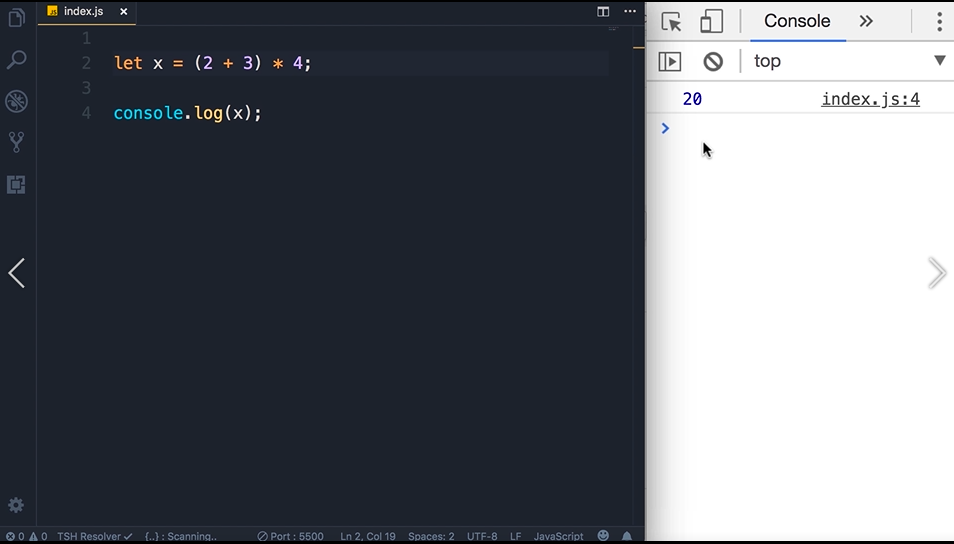 JS index.js ×
1
2 let x = (2 + 3) * 4;
3
4 console.log(x);
Console
top
20 index.js:4
0 0 TSH Resolver {..} : Scanning.. Port : 5500 Ln 2, Col 19 Spaces: 2 UTF-8 LF JavaScript